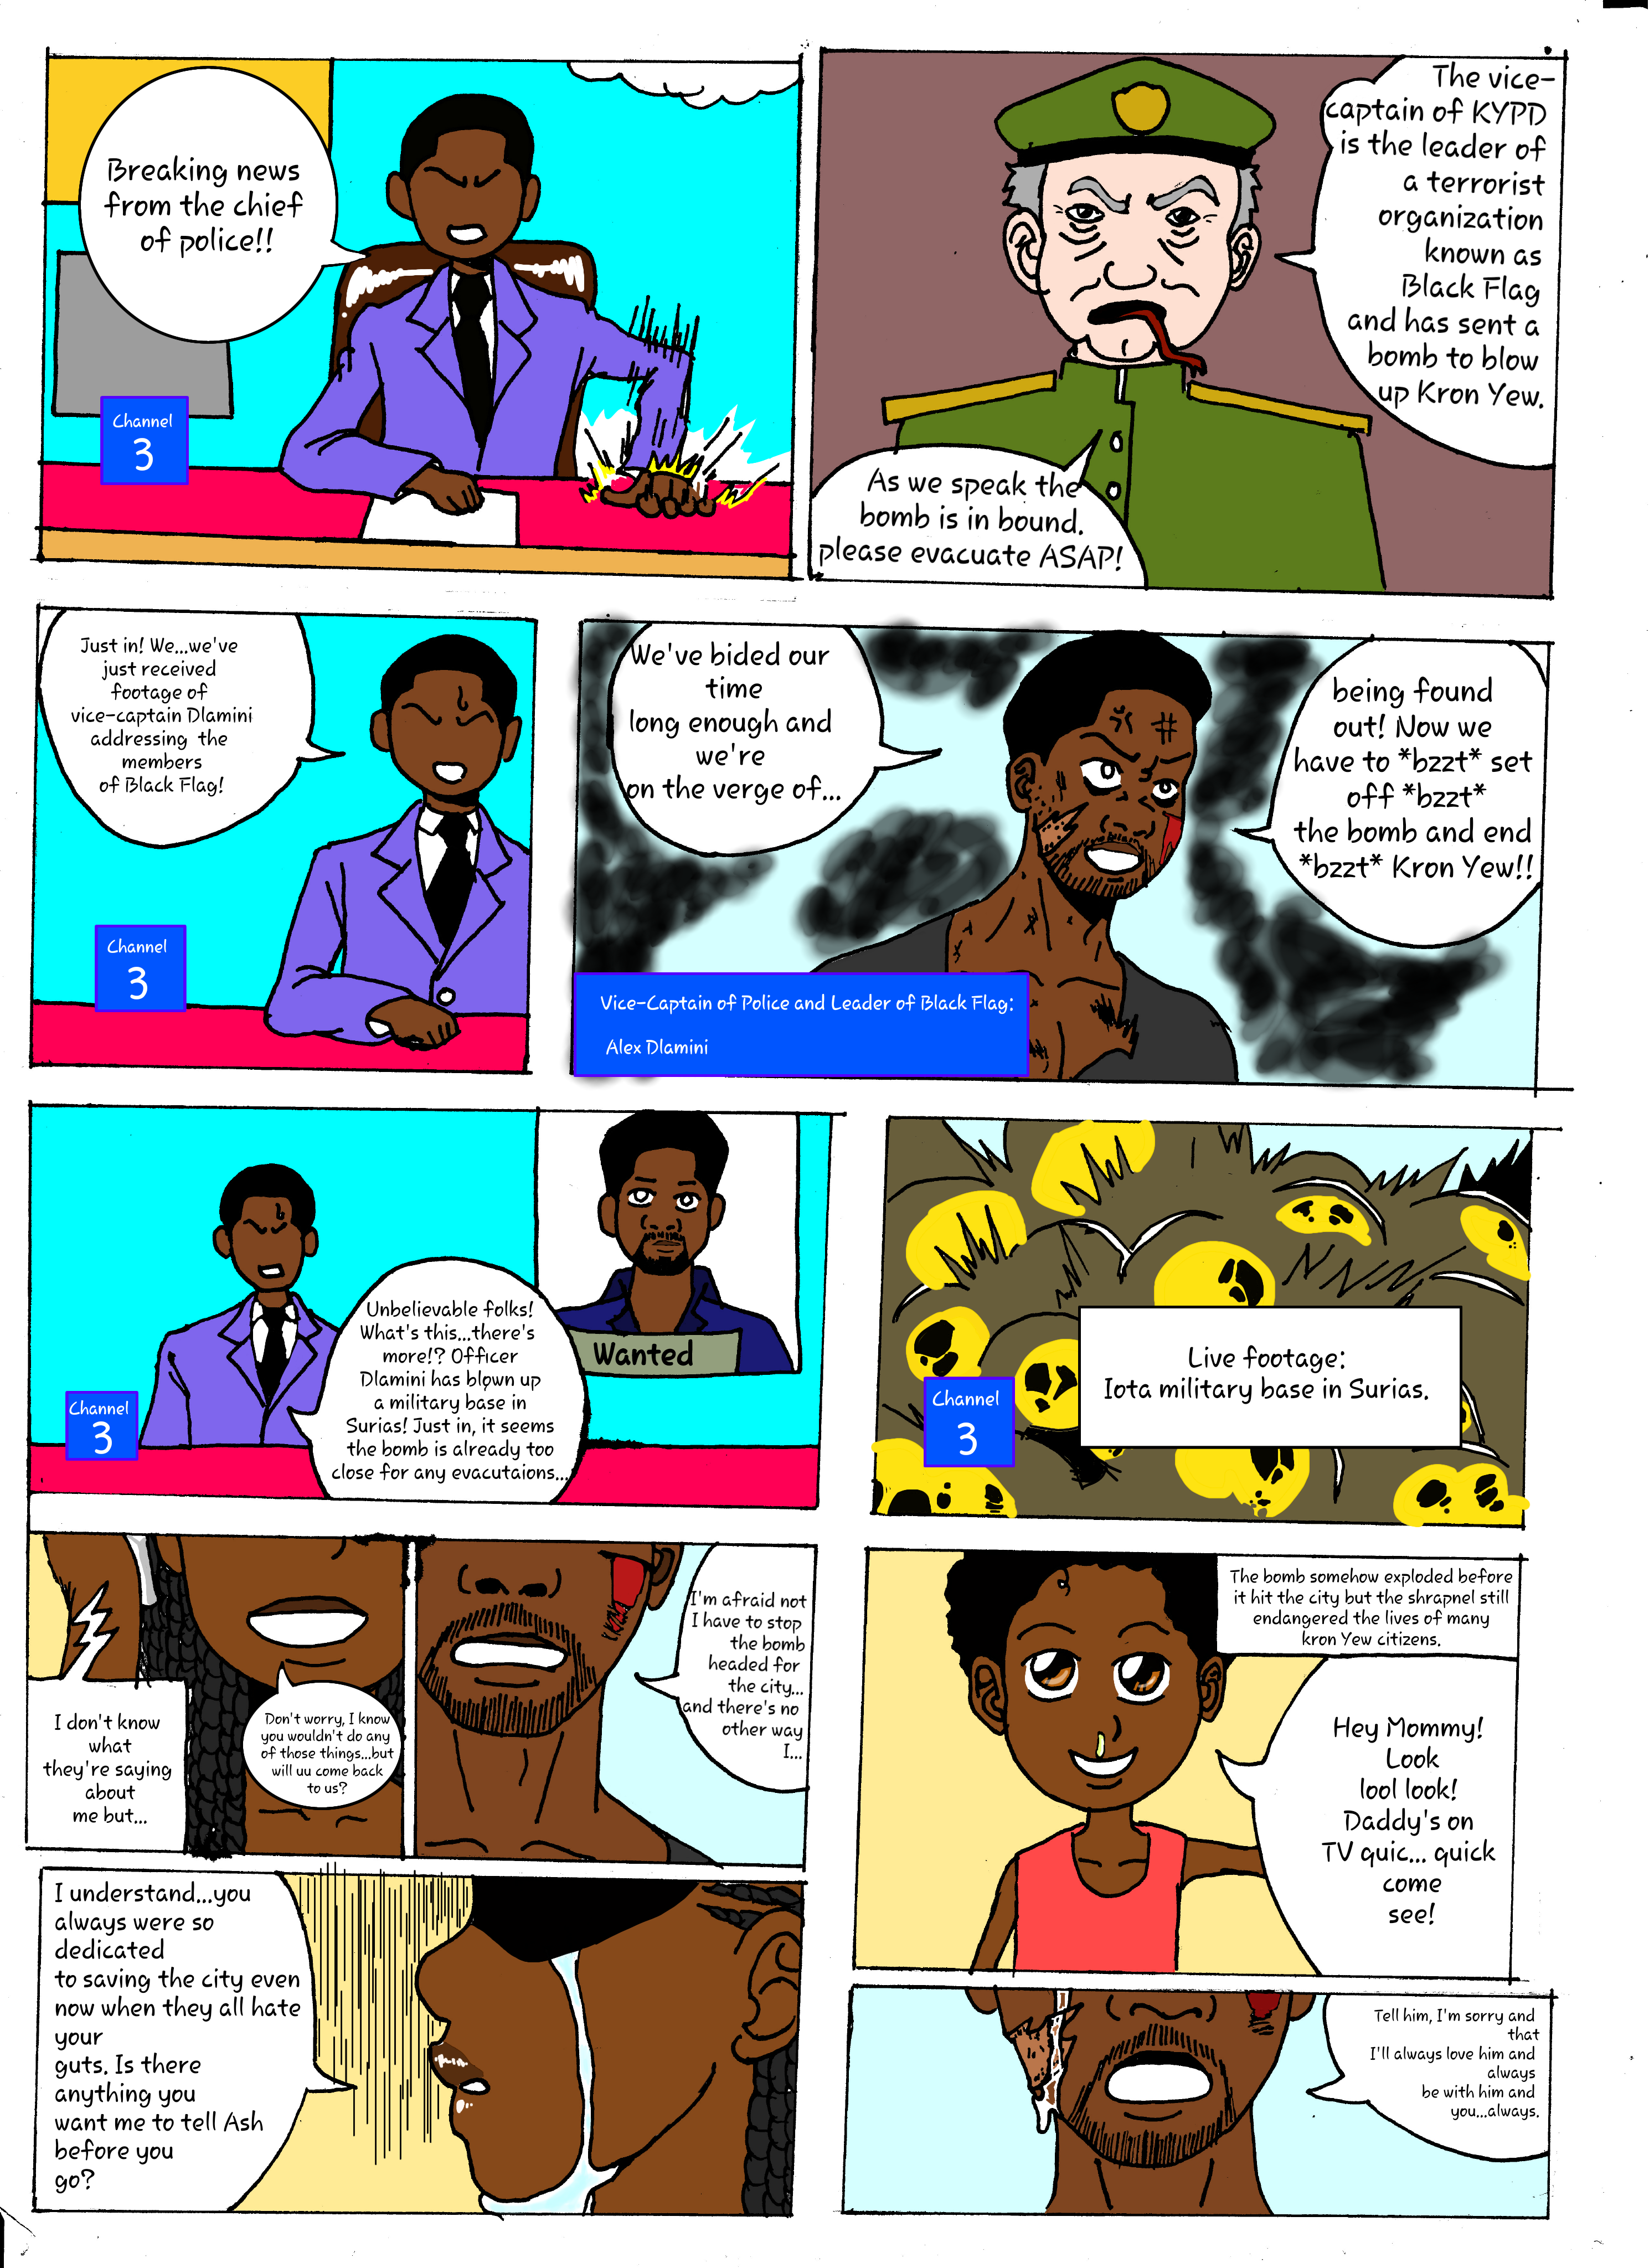 Breaking news
from the chief
of police!!
Channel
3
The vice-
captain of KYPD
is the leader of
a terrorist
organization
known as
Black Flag
and has sent a
bomb to blow
up Kron Yew.
As we speak the
bomb is in bound.
please evacuate ASAP!
Just in! We...we've
just received
footage of
vice-captain Dlamini
addressing the
members
of Black Flag!
Channel
3
We've bided our
time
long enough and
we're
on the verge of...
being found
out! Now we
have to *bzzt* set
off *bzzt*
the bomb and end
*bzzt* Kron Yew!!
Vice-Captain of Police and Leader of Black Flag:
Alex Dlamini
Unbelievable folks!
What's this...there's
more!? Officer
Dlamini has blown up
a military base in
Surias! Just in, it seems
the bomb is already too
close for any evacutaions...
Wanted
Channel
3
Live footage:
Iota military base in Surias.
Channel
3
I don't know
what
they're saying
about
me but...
Don't worry, I know
you wouldn't do any
of those things...but
will uu come back
to us?
I'm afraid not
I have to stop
the bomb
headed for
the city...
and there's no
other way
I...
The bomb somehow exploded before
it hit the city but the shrapnel still
endangered the lives of many
kron Yew citizens.
Hey Mommy!
Look
lool look!
Daddy's on
TV quic... quick
come
see!
I understand...you
always were so
dedicated
to saving the city even
now when they all hate
your
guts. Is there
anything you
want me to tell Ash
before you
go?
Tell him, I'm sorry and
that
I'll always love him and
always
be with him and
you...always.